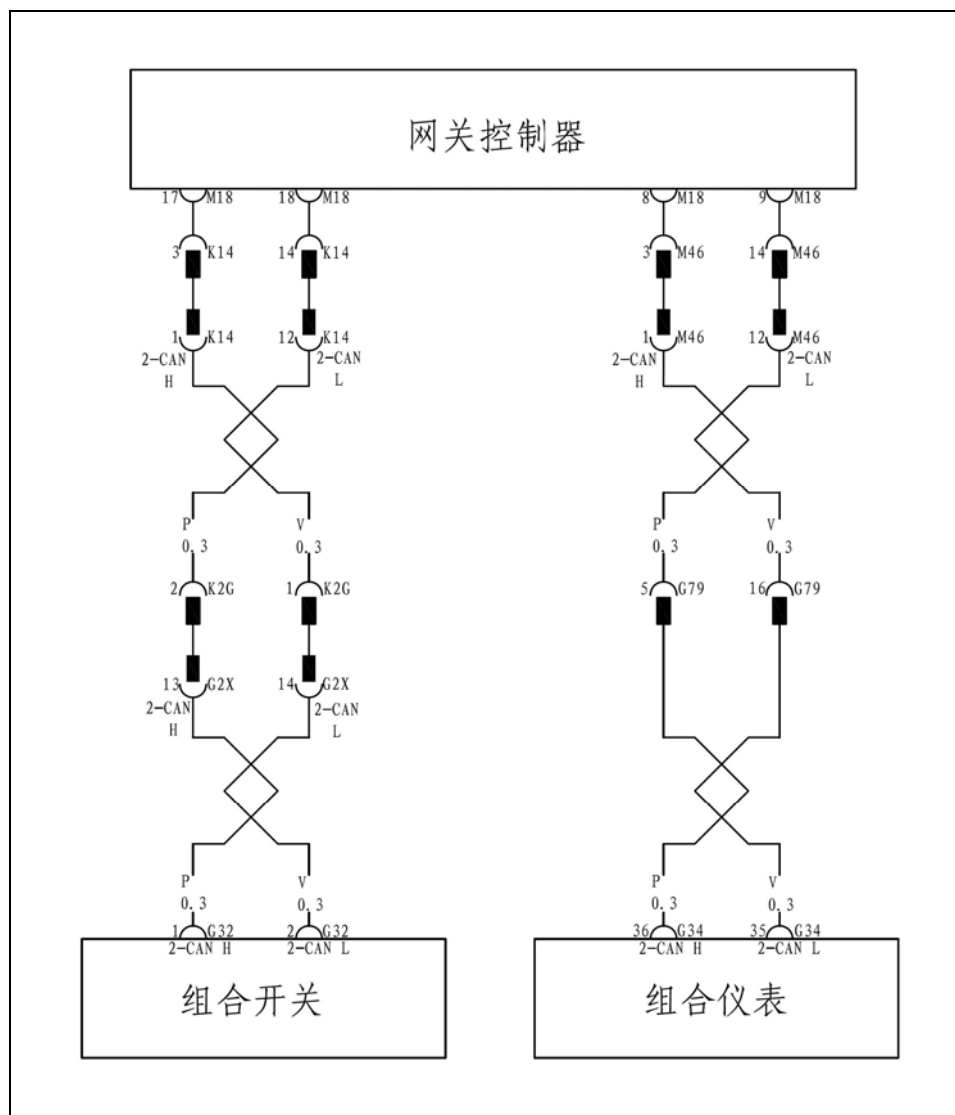 网关控制器
17 M18 18 M18 8 M18 9 M18
3 K14 14 K14 3 M46 14 M46
1 K14 12 K14 1 M46 12 M46
2-CAN 2-CAN 2-CAN 2-CAN
H L H L
P V P V
0.3 0.3 0.3 0.3
2 K2G 1 K2G 5 G79 16 G79
13 G2X 14 G2X
2-CAN 2-CAN
H L
P V P V
0.3 0.3 0.3 0.3
1 G32 2 G32 36 G34 35 G34
2-CAN H 2-CAN L 2-CAN H 2-CAN L
组合开关 组合仪表